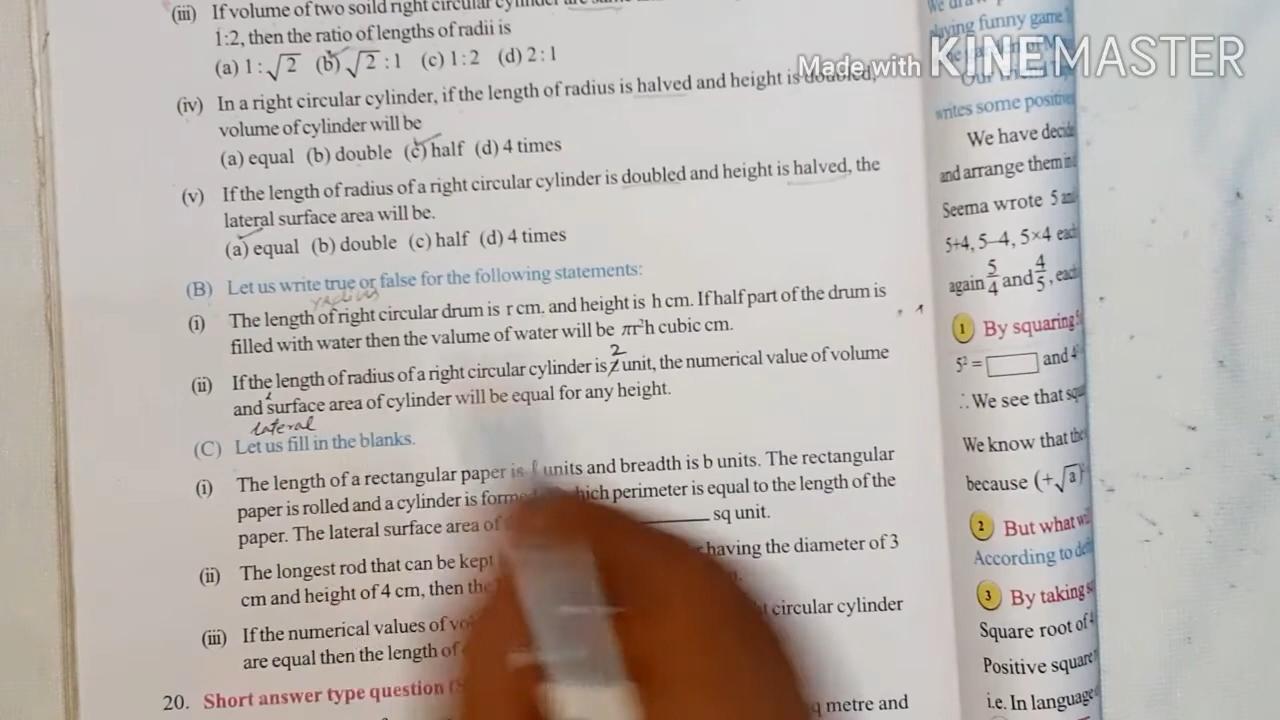 (iii) If volume of two soild right circular cylinder are same
1:2, then the ratio of lengths of radii is
(a) 1:√2 (b) √2:1 (c) 1:2 (d) 2:1
Made with KINEMASTER
(iv) In a right circular cylinder, if the length of radius is halved and height is doubled,
volume of cylinder will be
(a) equal (b) double (c) half (d) 4 times
(v) If the length of radius of a right circular cylinder is doubled and height is halved, the
lateral surface area will be.
(a) equal (b) double (c) half (d) 4 times
(B) Let us write true or false for the following statements:
radius
(i) The length of right circular drum is r cm. and height is h cm. If half part of the drum is
filled with water then the valume of water will be πr²h cubic cm.
2
(ii) If the length of radius of a right circular cylinder is unit, the numerical value of volume
and surface area of cylinder will be equal for any height.
lateral
(C) Let us fill in the blanks.
(i) The length of a rectangular paper is ℓ units and breadth is b units. The rectangular
paper is rolled and a cylinder is formed which perimeter is equal to the length of the
paper. The lateral surface area of sq unit.
(ii) The longest rod that can be kept having the diameter of 3
cm and height of 4 cm, then the
(iii) If the numerical values of circular cylinder
are equal then the length of
20. Short answer type question
q metre and
playing funny game
writes some positive
We have decid
and arrange them in
Seema wrote 5 and
5+4, 5–4, 5×4 each
again 5/4 and 4/5, each
1 By squaring
5² = and 4²
∴ We see that squ
We know that the
because (+√a)²
2 But what wi
According to defi
3 By taking s
Square root of 4
Positive square
i.e. In language